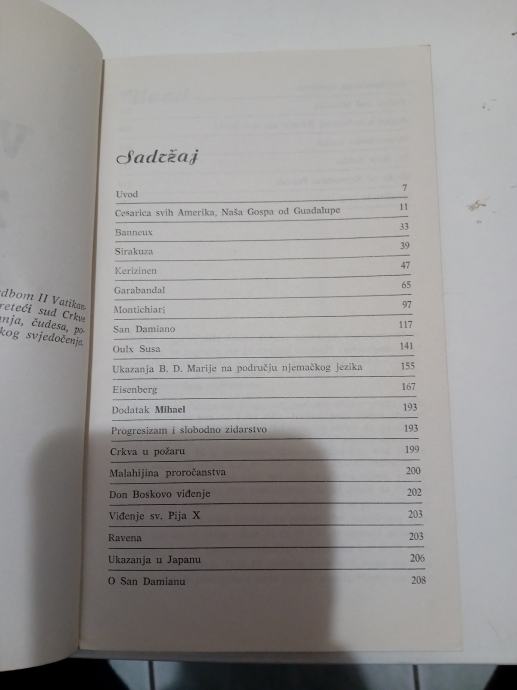 dbom II Vatikan-
reteći sud Crkve
nja, čudesa, po-
kog svjedočenja.
Sadržaj
Uvod 7
Cesarica svih Amerika, Naša Gospa od Guadalupe 11
Banneux 33
Sirakuza 39
Kerizinen 47
Garabandal 65
Montichiari 97
San Damiano 117
Oulx Susa 141
Ukazanja B. D. Marije na području njemačkog jezika 155
Eisenberg 167
Dodatak Mihael 193
Progresizam i slobodno zidarstvo 193
Crkva u požaru 199
Malahijina proročanstva 200
Don Boskovo viđenje 202
Viđenje sv. Pija X 203
Ravena 203
Ukazanja u Japanu 206
O San Damianu 208